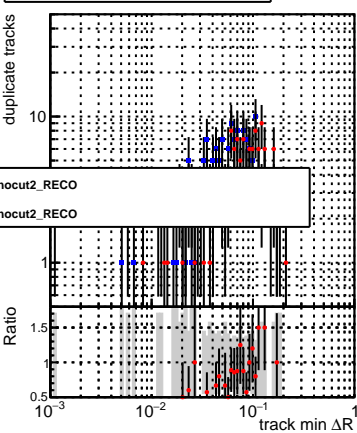 duplicate tracks
10
nocut2_RECO
nocut2_RECO
1
Ratio
1.5
1
0.5
10⁻³ 10⁻² 10⁻¹ 1
track min ΔR